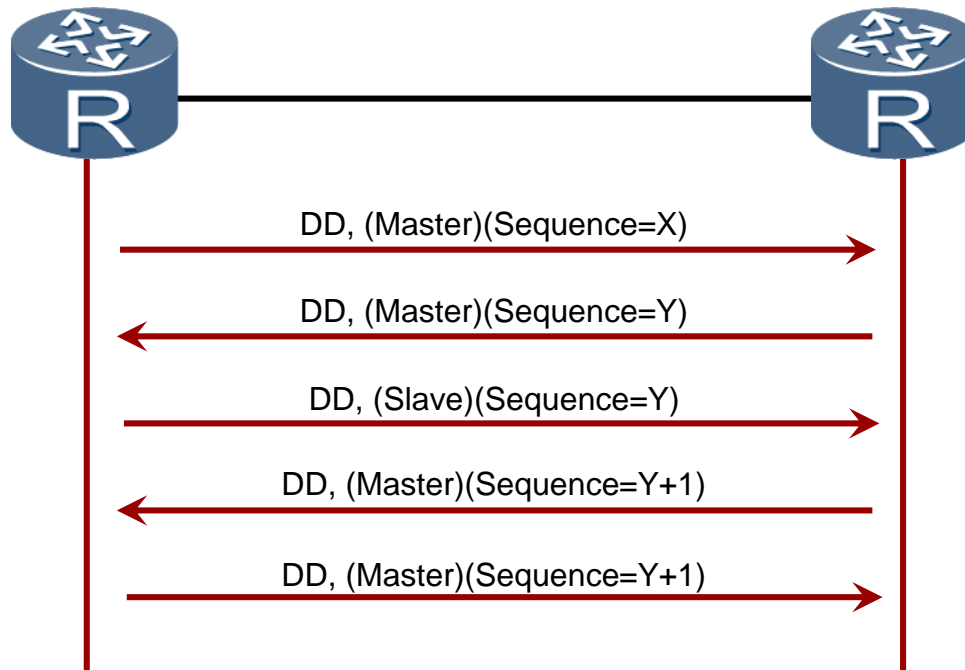 R
R
DD, (Master)(Sequence=X)
DD, (Master)(Sequence=Y)
DD, (Slave)(Sequence=Y)
DD, (Master)(Sequence=Y+1)
DD, (Master)(Sequence=Y+1)